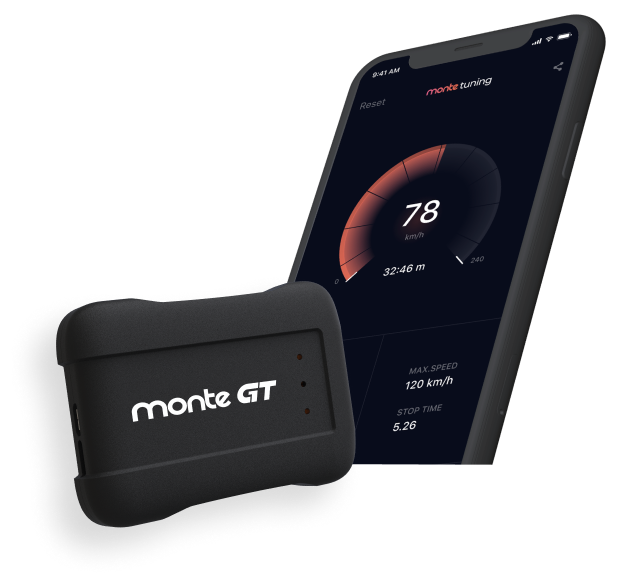 9:41 AM
monte tuning
Reset
78
km/h
0
240
32:46 m
MAX.SPEED
120 km/h
STOP TIME
5.26
monte GT